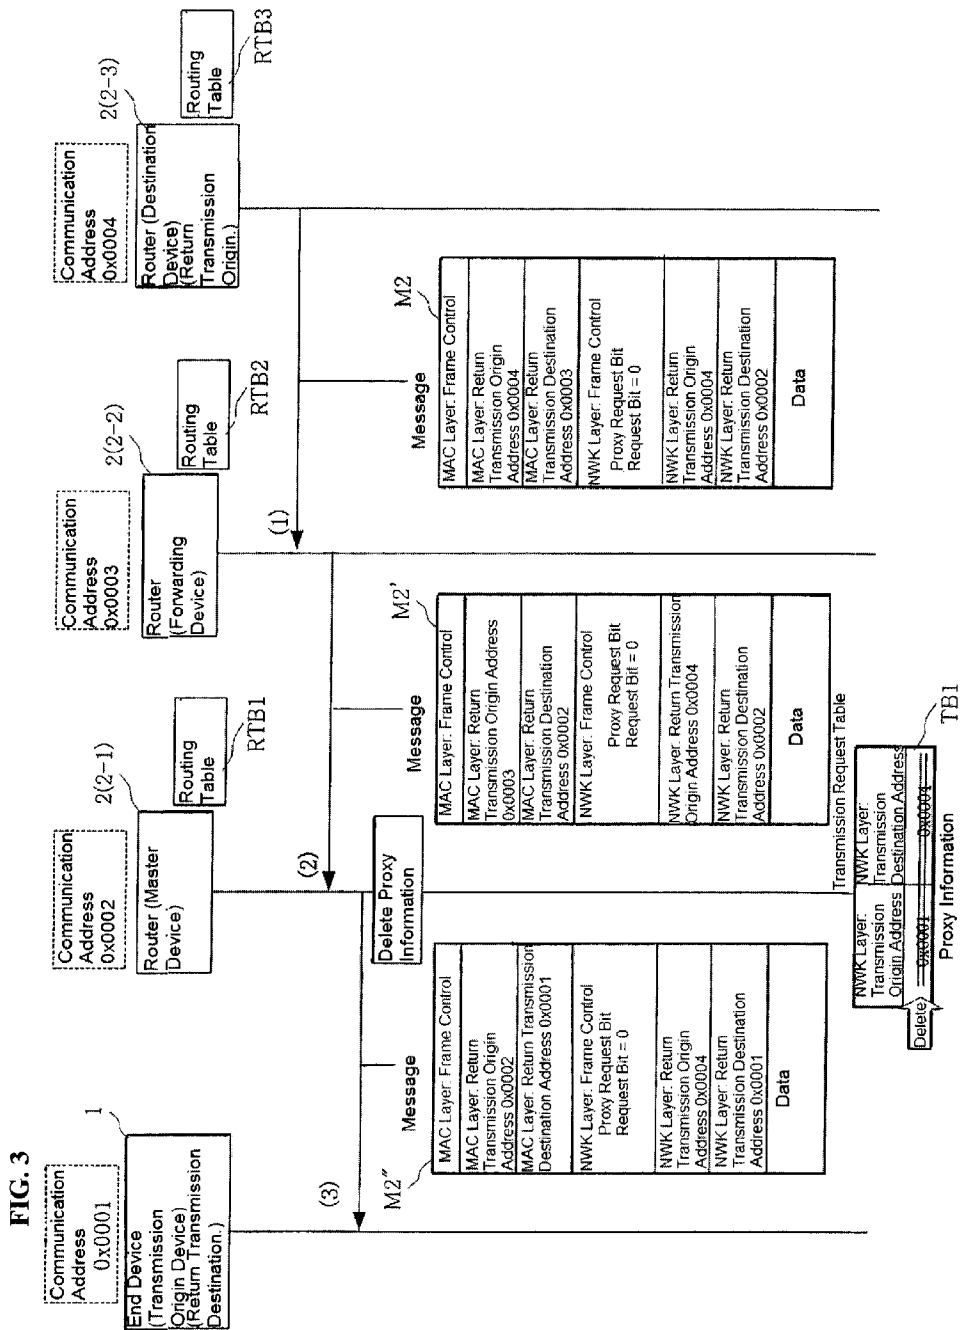 FIG. 3
Communication
Address
0x0001
End Device
(Transmission
Origin Device)
(Return Transmission
Destination.)
1
Communication
Address
0x0002
Router (Master
Device)
2(2-1)
Routing
Table
RTB1
Communication
Address
0x0003
Router
(Forwarding
Device)
2(2-2)
Routing
Table
RTB2
Communication
Address
0x0004
Router (Destination
Device)
(Return
Transmission
Origin.)
2(2-3)
Routing
Table
RTB3
(1)
(2)
(3)
Delete Proxy
Information
Message
M2"
MAC Layer: Frame Control
MAC Layer: Return
Transmission Origin
Address 0x0002
MAC Layer: Return Transmission
Destination Address 0x0001
NWK Layer: Frame Control
Proxy Request Bit
Request Bit = 0
NWK Layer: Return
Transmission Origin
Address 0x0004
NWK Layer: Return
Transmission Destination
Address 0x0001
Data
Message
M2'
MAC Layer: Frame Control
MAC Layer: Return
Transmission Origin Address
0x0003
MAC Layer: Return
Transmission Destination
Address 0x0002
NWK Layer: Frame Control
Proxy Request Bit
Request Bit = 0
NWK Layer: Return Transmission
Origin Address 0x0004
NWK Layer: Return
Transmission Destination
Address 0x0002
Data
Message
M2
MAC Layer: Frame Control
MAC Layer: Return
Transmission Origin
Address 0x0004
MAC Layer: Return
Transmission Destination
Address 0x0003
NWK Layer: Frame Control
Proxy Request Bit
Request Bit = 0
NWK Layer: Return
Transmission Origin
Address 0x0004
NWK Layer: Return
Transmission Destination
Address 0x0002
Data
Transmission Request Table
NWK Layer:
Transmission
Origin Address
NWK Layer:
Transmission
Destination Address
Delete
0x0001
0x0004
TB1
Proxy Information